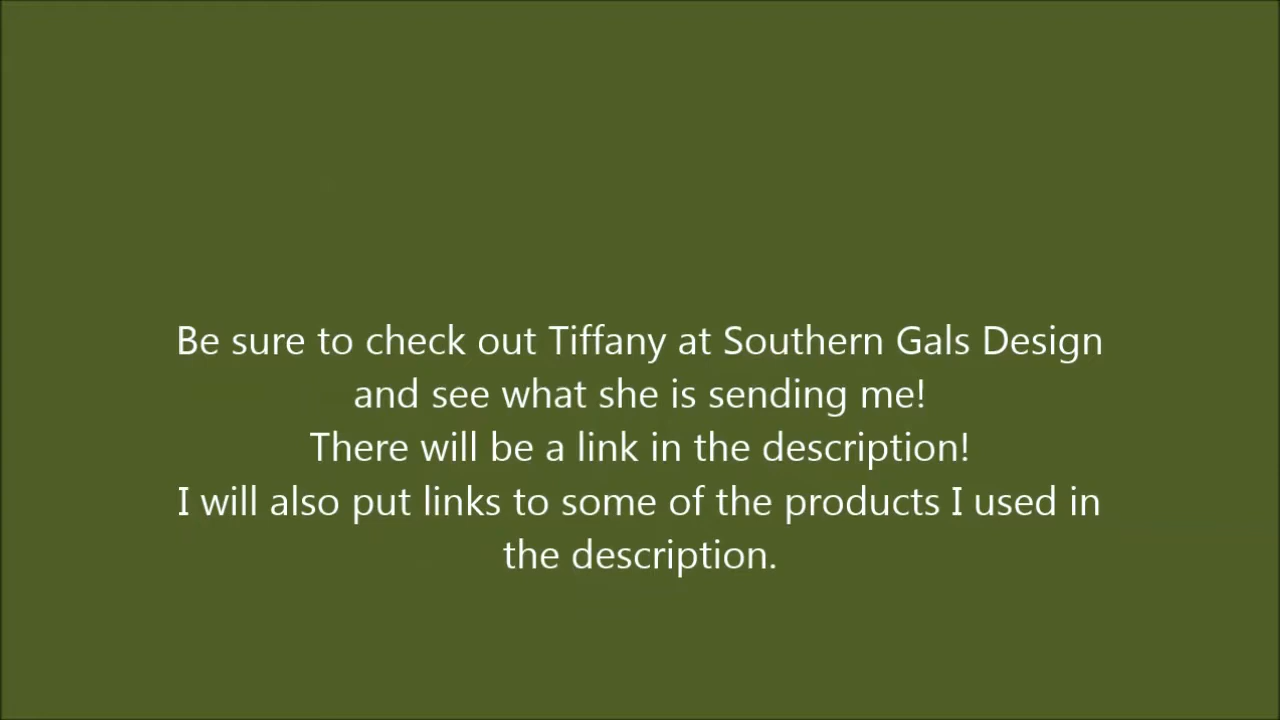 Be sure to check out Tiffany at Southern Gals Design
and see what she is sending me!
There will be a link in the description!
I will also put links to some of the products I used in
the description.